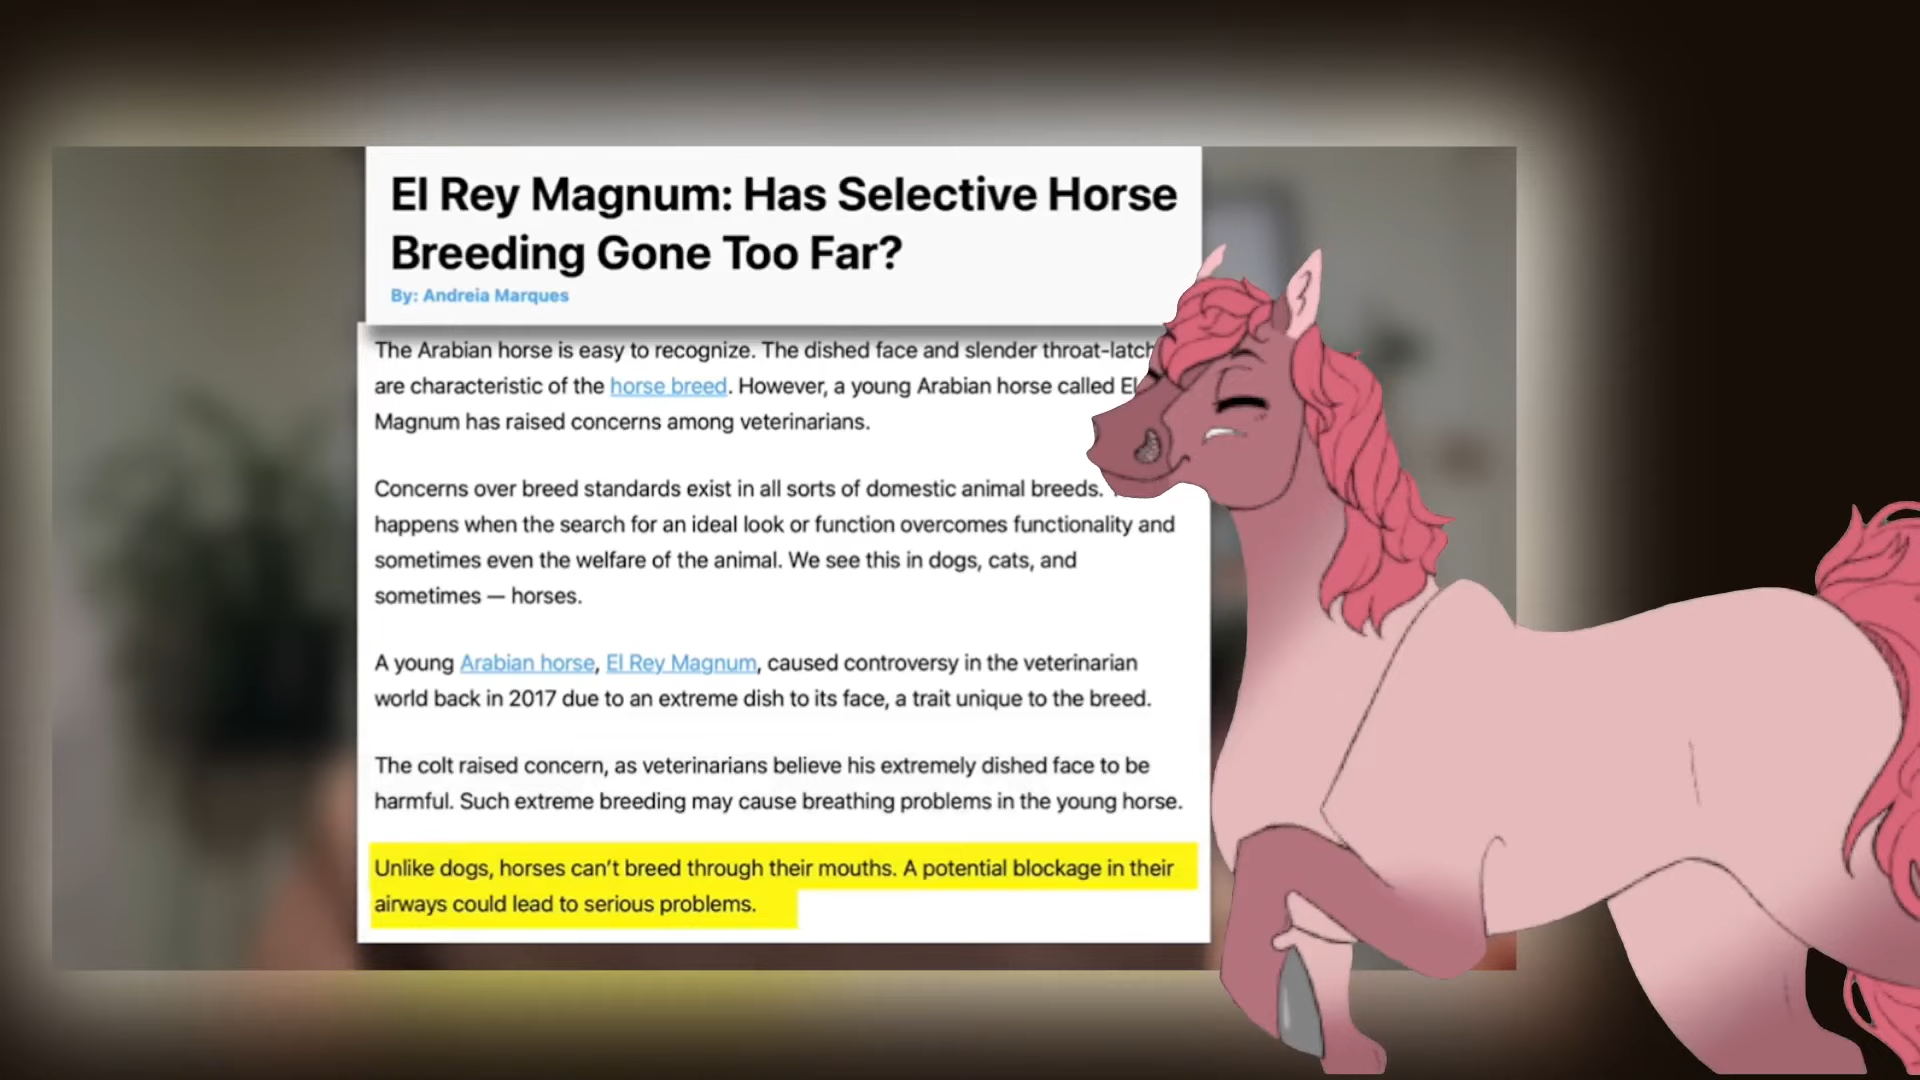 El Rey Magnum: Has Selective Horse
Breeding Gone Too Far?
By: Andreia Marques
The Arabian horse is easy to recognize. The dished face and slender throat-latch
are characteristic of the horse breed. However, a young Arabian horse called El
Magnum has raised concerns among veterinarians.
Concerns over breed standards exist in all sorts of domestic animal breeds.
happens when the search for an ideal look or function overcomes functionality and
sometimes even the welfare of the animal. We see this in dogs, cats, and
sometimes — horses.
A young Arabian horse, El Rey Magnum, caused controversy in the veterinarian
world back in 2017 due to an extreme dish to its face, a trait unique to the breed.
The colt raised concern, as veterinarians believe his extremely dished face to be
harmful. Such extreme breeding may cause breathing problems in the young horse.
Unlike dogs, horses can’t breed through their mouths. A potential blockage in their
airways could lead to serious problems.